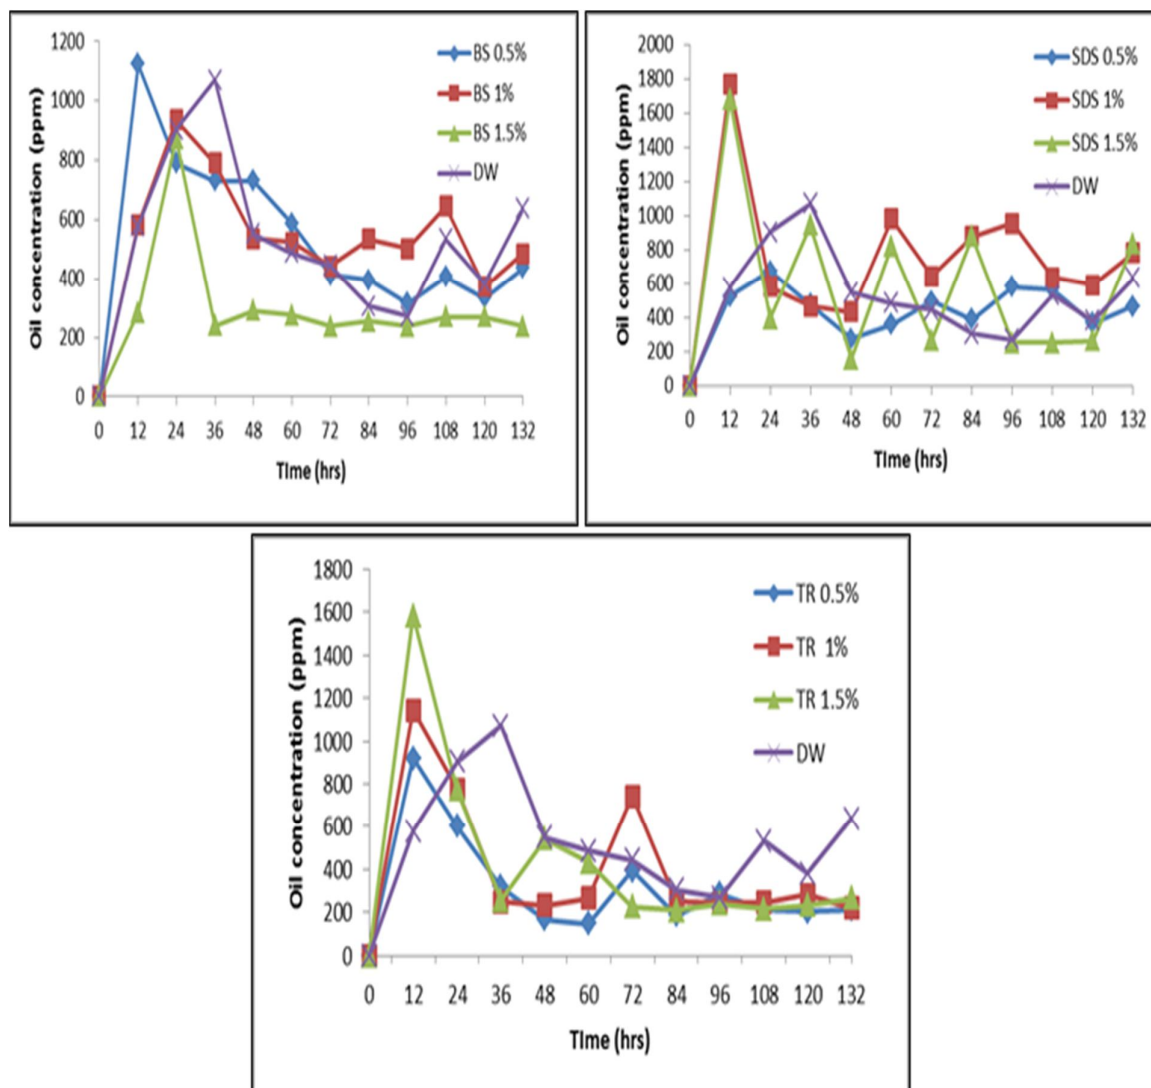 Oil concentration (ppm)
1200
1000
800
600
400
200
0
0 12 24 36 48 60 72 84 96 108 120 132
TIme (hrs)
BS 0.5%
BS 1%
BS 1.5%
DW
Oil concentration (ppm)
2000
1800
1600
1400
1200
1000
800
600
400
200
0
0 12 24 36 48 60 72 84 96 108 120 132
TIme (hrs)
SDS 0.5%
SDS 1%
SDS 1.5%
DW
Oil concentration (ppm)
1800
1600
1400
1200
1000
800
600
400
200
0
0 12 24 36 48 60 72 84 96 108 120 132
TIme (hrs)
TR 0.5%
TR 1%
TR 1.5%
DW